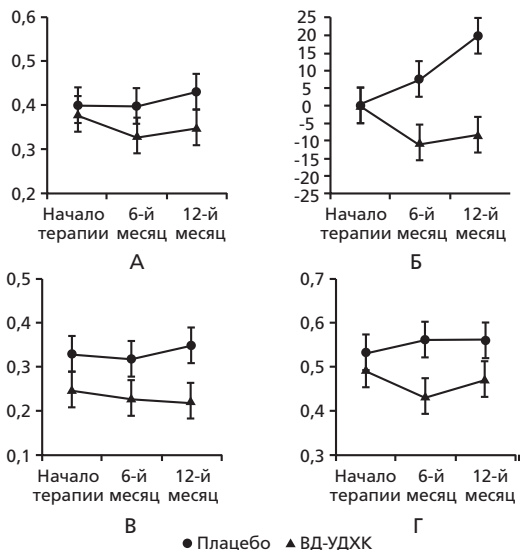 0,6
0,5
0,4
0,3
0,2
Начало терапии
6-й месяц
12-й месяц
А
25
20
15
10
5
0
-5
-10
-15
-20
25
Начало терапии
6-й месяц
12-й месяц
Б
0,5
0,4
0,3
0,2
0,1
Начало терапии
6-й месяц
12-й месяц
В
0,7
0,6
0,5
0,4
0,3
Начало терапии
6-й месяц
12-й месяц
Г
Плацебо
ВД-УДХК